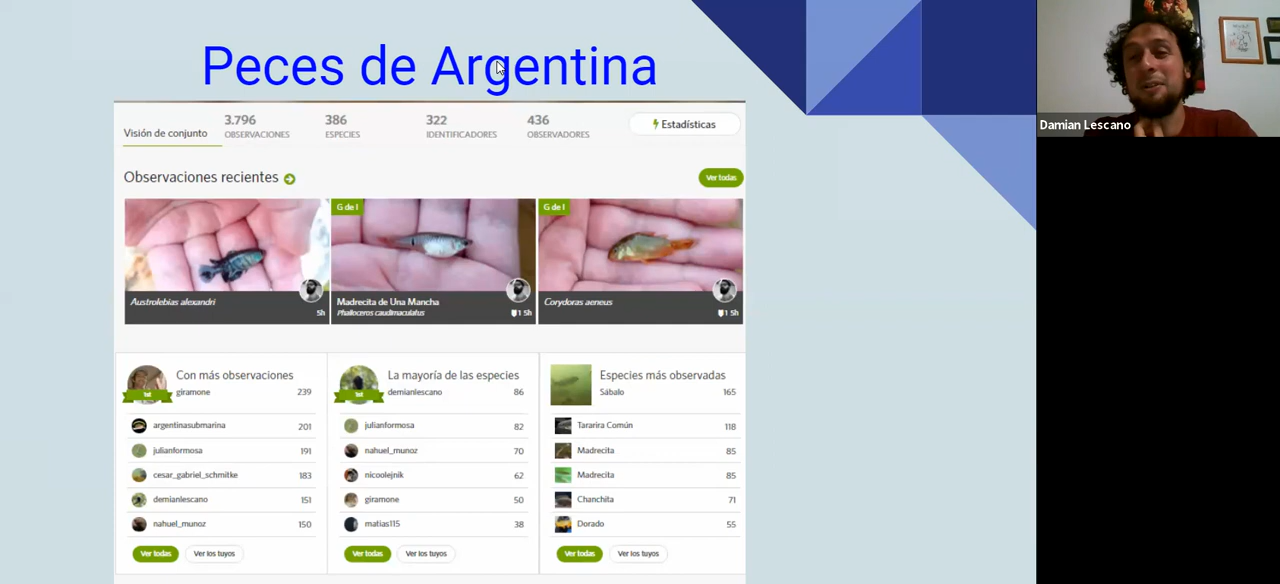 Peces de Argentina
Visión de conjunto
3.796
OBSERVACIONES
386
ESPECIES
322
IDENTIFICADORES
436
OBSERVADORES
Estadísticas
Observaciones recientes
Ver todas
Austrolebias alexandri
5h
G de I
Madrecita de Una Mancha
Phalloceros caudimaculatus
1 5h
G de I
Corydoras aeneus
1 5h
Con más observaciones
giramone 239
1st
argentinasubmarina 201
julianformosa 191
cesar_gabriel_schmitke 183
demianlescano 151
nahuel_munoz 150
Ver todas Ver los tuyos
La mayoría de las especies
demianlescano 86
1st
julianformosa 82
nahuel_munoz 70
nicoolejnik 62
giramone 50
matias115 38
Ver todas Ver los tuyos
Especies más observadas
Sábalo 165
Tararira Común 118
Madrecita 85
Madrecita 85
Chanchita 71
Dorado 55
Ver todas Ver los tuyos
Damian Lescano